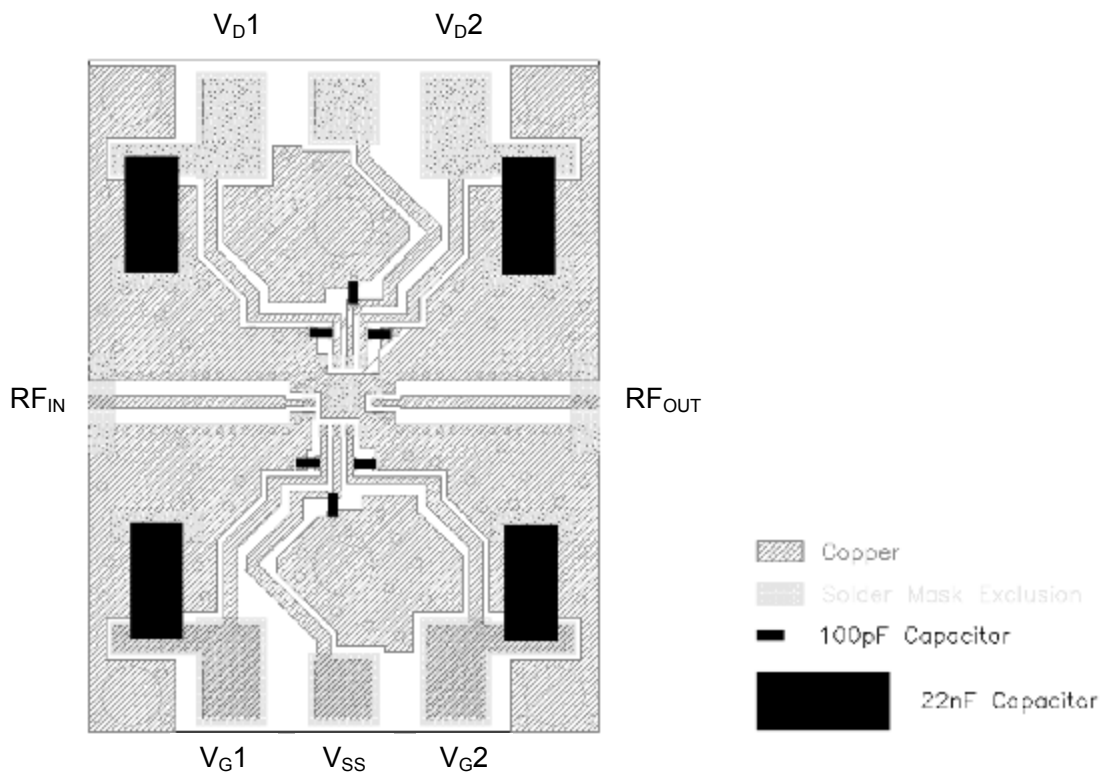 VD1 VD2
RFIN RFOUT
Copper
Solder Mask Exclusion
100pF Capacitor
22nF Capacitor
VG1 VSS VG2